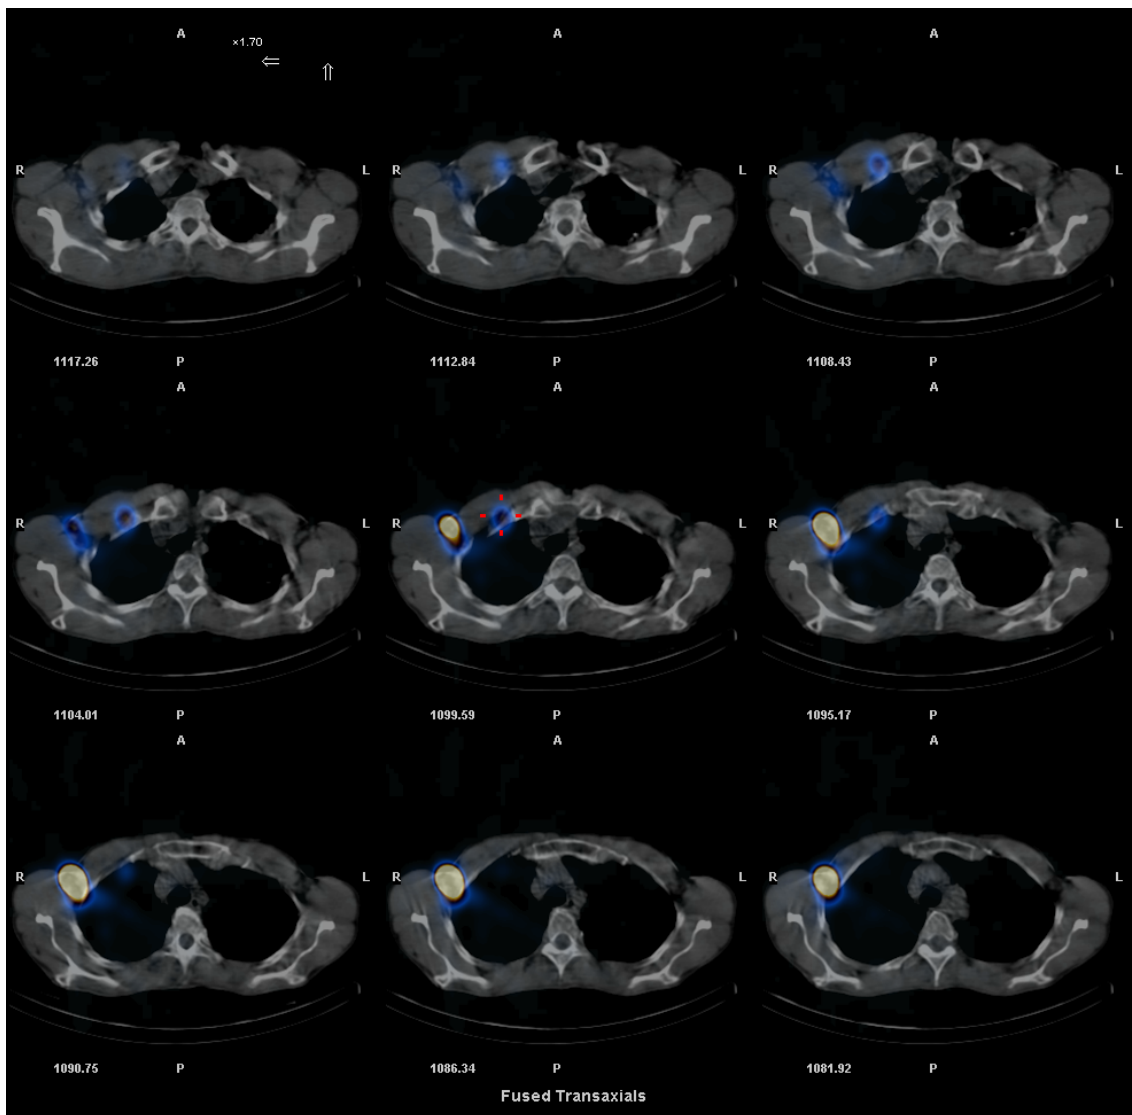 A A A
×1.70
⇐ ⇑
R L R L R L
1117.26 P 1112.84 P 1108.43 P
A A A
R L R L R L
1104.01 P 1099.59 P 1095.17 P
A A A
R L R L R L
1090.75 P 1086.34 P 1081.92 P
Fused Transaxials